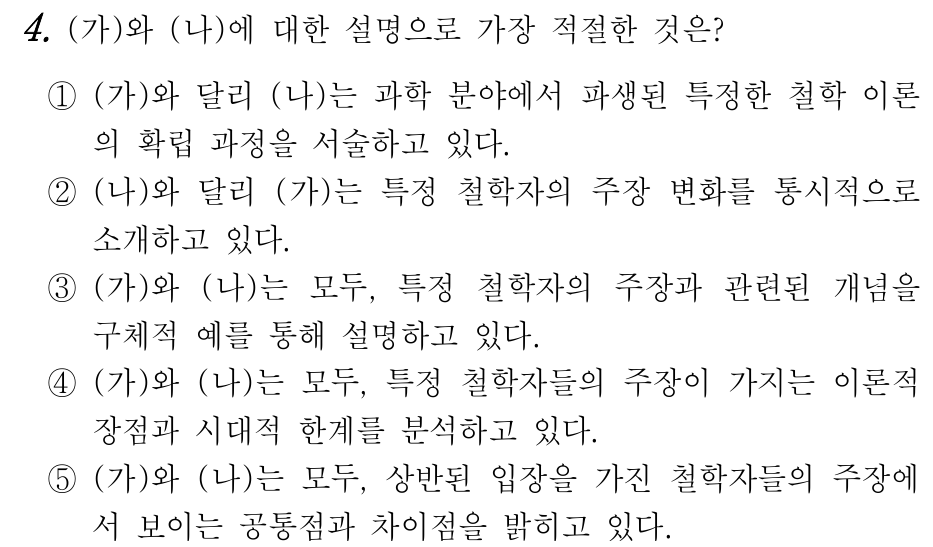 4. (가)와 (나)에 대한 설명으로 가장 적절한 것은?
① (가)와 달리 (나)는 과학 분야에서 파생된 특정한 철학 이론
의 확립 과정을 서술하고 있다.
② (나)와 달리 (가)는 특정 철학자의 주장 변화를 통시적으로
소개하고 있다.
③ (가)와 (나)는 모두, 특정 철학자의 주장과 관련된 개념을
구체적 예를 통해 설명하고 있다.
④ (가)와 (나)는 모두, 특정 철학자들의 주장이 가지는 이론적
장점과 시대적 한계를 분석하고 있다.
⑤ (가)와 (나)는 모두, 상반된 입장을 가진 철학자들의 주장에
서 보이는 공통점과 차이점을 밝히고 있다.